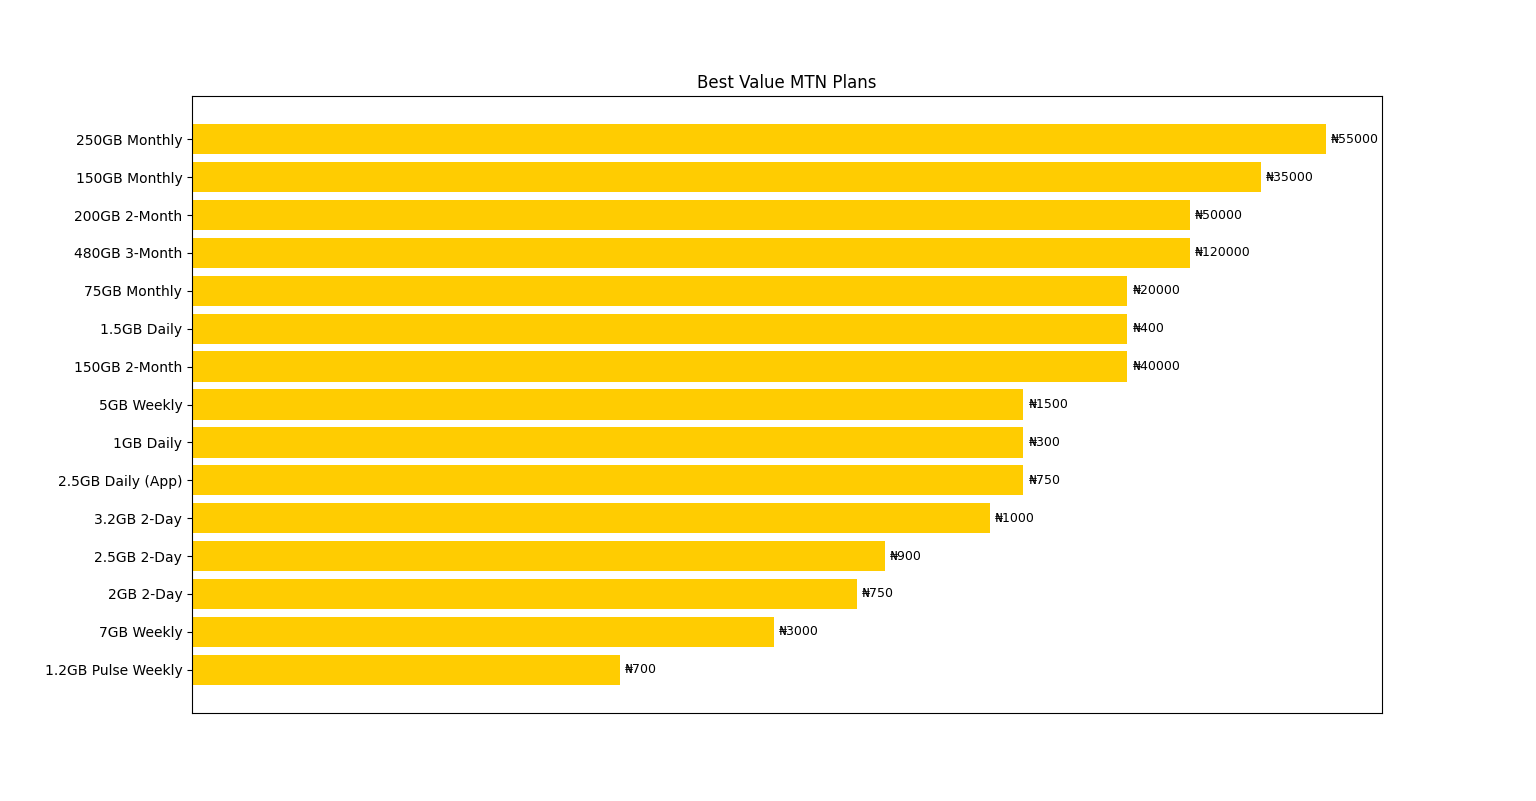 Best Value MTN Plans
250GB Monthly ₦55000
150GB Monthly ₦35000
200GB 2-Month ₦50000
480GB 3-Month ₦120000
75GB Monthly ₦20000
1.5GB Daily ₦400
150GB 2-Month ₦40000
5GB Weekly ₦1500
1GB Daily ₦300
2.5GB Daily (App) ₦750
3.2GB 2-Day ₦1000
2.5GB 2-Day ₦900
2GB 2-Day ₦750
7GB Weekly ₦3000
1.2GB Pulse Weekly ₦700